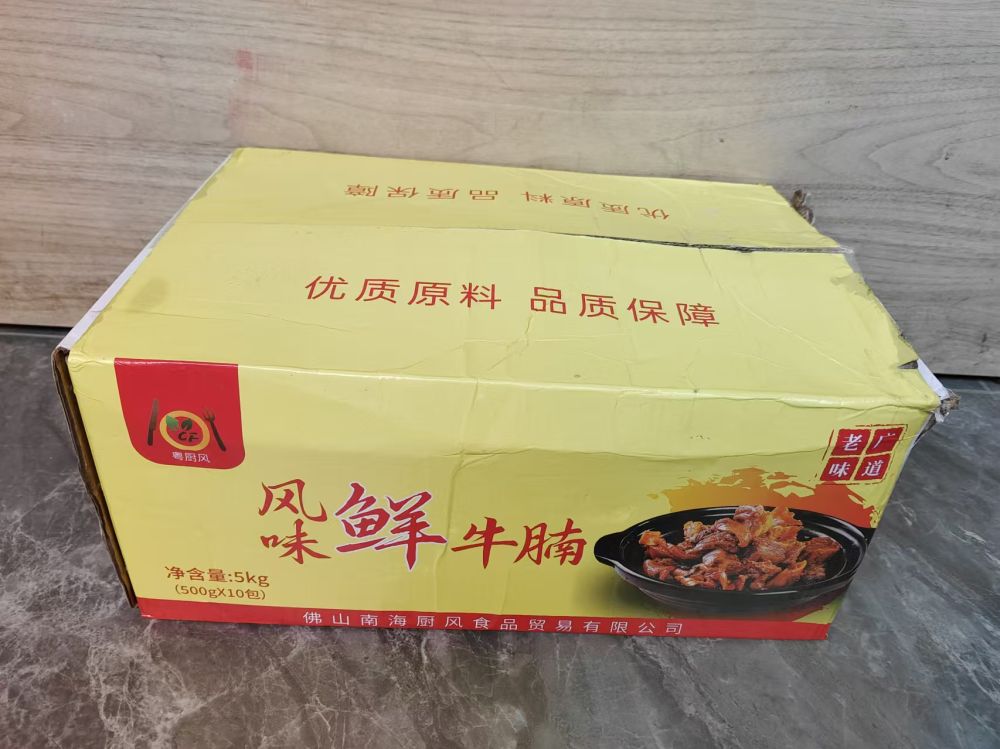 优质原料 品质保障
优质原料 品质保障
CF
粤厨风
老广
味道
风味鲜牛腩
净含量:5kg
(500gX10包)
佛山南海厨风食品贸易有限公司